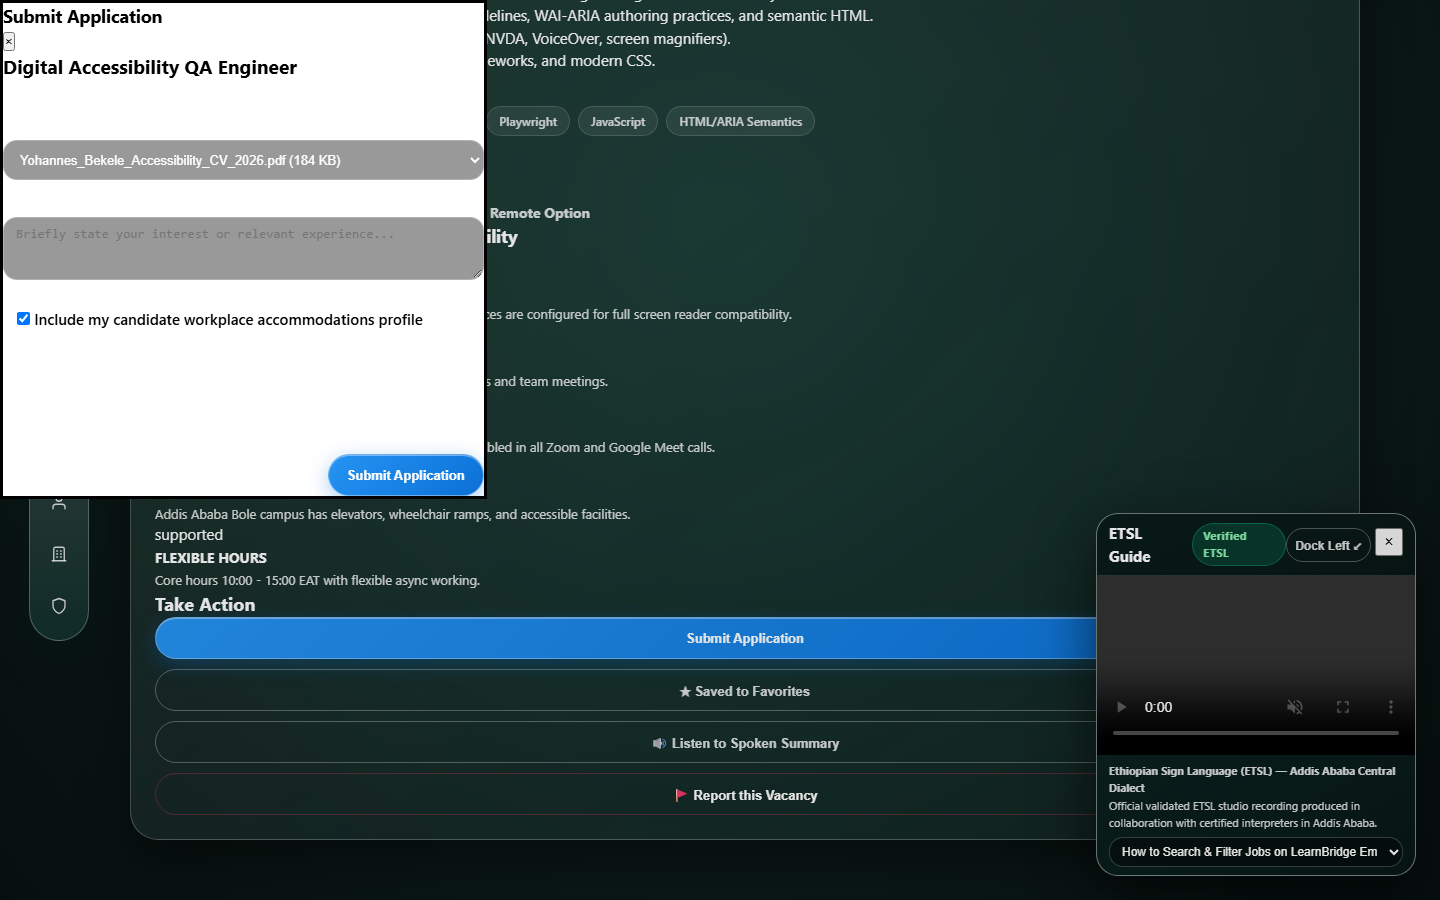 Submit Application
×
Digital Accessibility QA Engineer
Yohannes_Bekele_Accessibility_CV_2026.pdf (184 KB)
Briefly state your interest or relevant experience...
Include my candidate workplace accommodations profile
Submit Application
elines, WAI-ARIA authoring practices, and semantic HTML.
NVDA, VoiceOver, screen magnifiers).
eworks, and modern CSS.
Playwright
JavaScript
HTML/ARIA Semantics
Remote Option
ility
es are configured for full screen reader compatibility.
s and team meetings.
bled in all Zoom and Google Meet calls.
Addis Ababa Bole campus has elevators, wheelchair ramps, and accessible facilities.
supported
FLEXIBLE HOURS
Core hours 10:00 - 15:00 EAT with flexible async working.
Take Action
Submit Application
★ Saved to Favorites
Listen to Spoken Summary
Report this Vacancy
ETSL Guide
Verified ETSL
Dock Left ↙
×
0:00
Ethiopian Sign Language (ETSL) — Addis Ababa Central
Dialect
Official validated ETSL studio recording produced in
collaboration with certified interpreters in Addis Ababa.
How to Search & Filter Jobs on LearnBridge Em